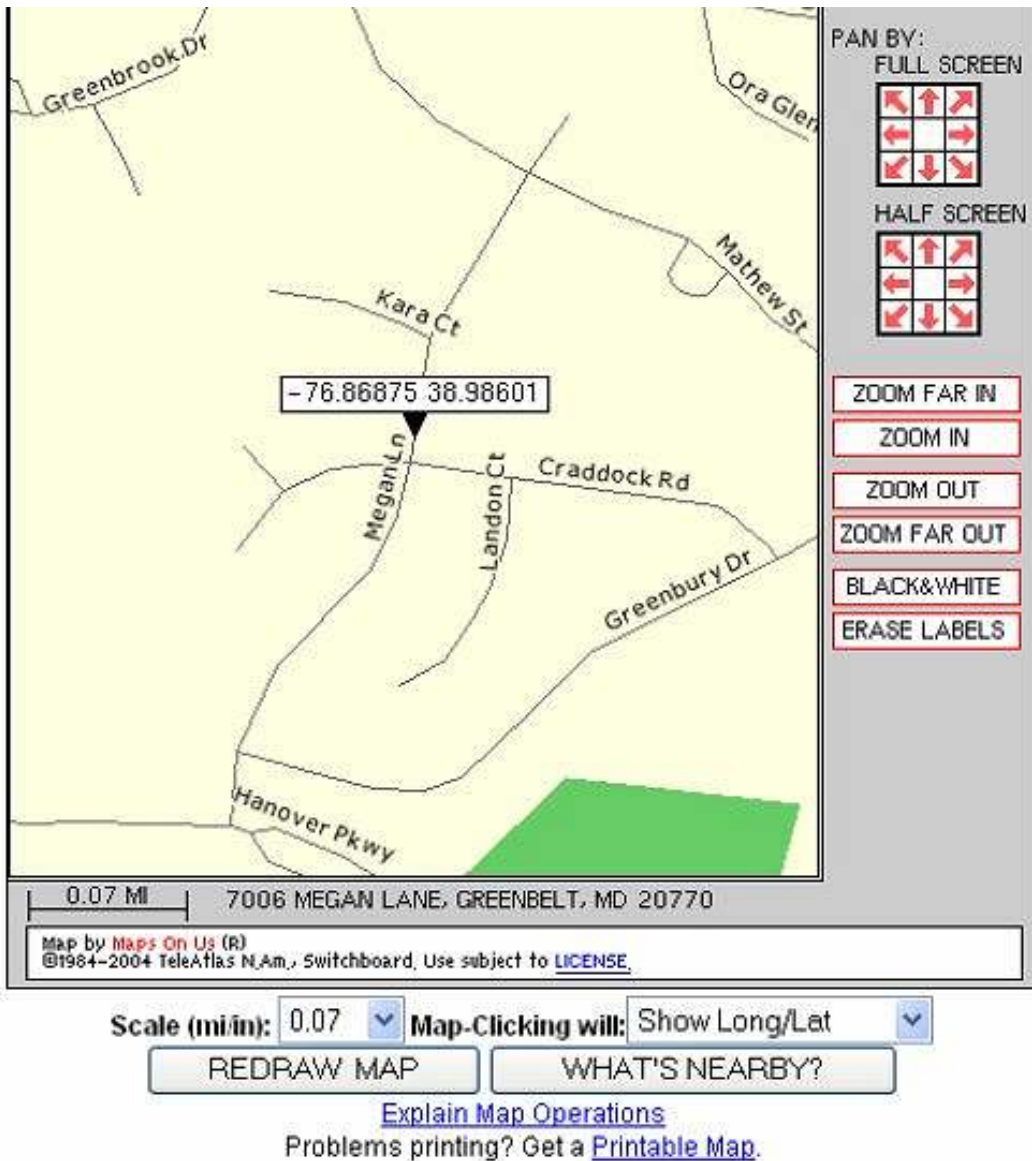 PAN BY:
FULL SCREEN
Greenbrook Dr
Ora Glen
HALF SCREEN
Mathew St
Kara Ct
-76.86875 38.98601
ZOOM FAR IN
ZOOM IN
Megan Ln
Landon Ct
Craddock Rd
ZOOM OUT
ZOOM FAR OUT
Greenbury Dr
BLACK&WHITE
ERASE LABELS
Hanover Pkwy
0.07 MI 7006 MEGAN LANE, GREENBELT, MD 20770
Map by Maps On Us (R)
©1984-2004 TeleAtlas N.Am., Switchboard. Use subject to LICENSE.
Scale (mi/in): 0.07 Map-Clicking will: Show Long/Lat
REDRAW MAP WHAT'S NEARBY?
Explain Map Operations
Problems printing? Get a Printable Map.